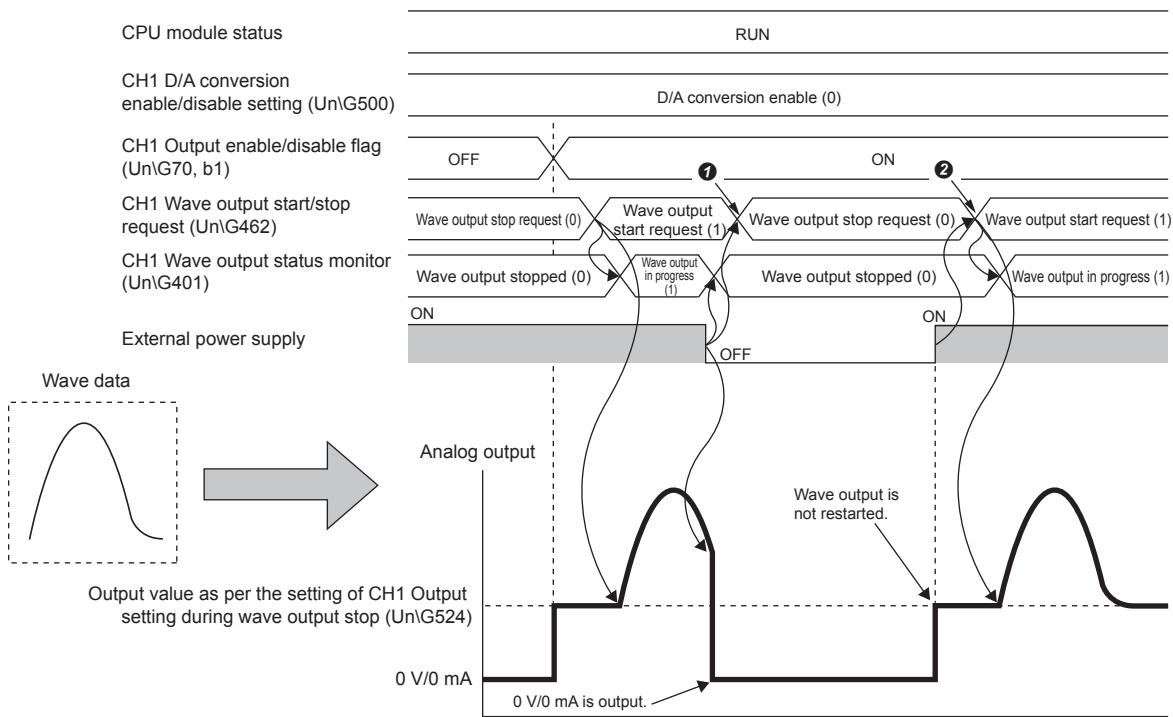 CPU module status
RUN
CH1 D/A conversion
enable/disable setting (Un\G500)
D/A conversion enable (0)
CH1 Output enable/disable flag
(Un\G70, b1)
OFF
ON
❶
❷
CH1 Wave output start/stop
request (Un\G462)
Wave output stop request (0)
Wave output
start request (1)
Wave output stop request (0)
Wave output start request (1)
CH1 Wave output status monitor
(Un\G401)
Wave output stopped (0)
Wave output
in progress
(1)
Wave output stopped (0)
Wave output in progress (1)
ON
ON
External power supply
OFF
Wave data
Analog output
Wave output is
not restarted.
Output value as per the setting of CH1 Output
setting during wave output stop (Un\G524)
0 V/0 mA
0 V/0 mA is output.